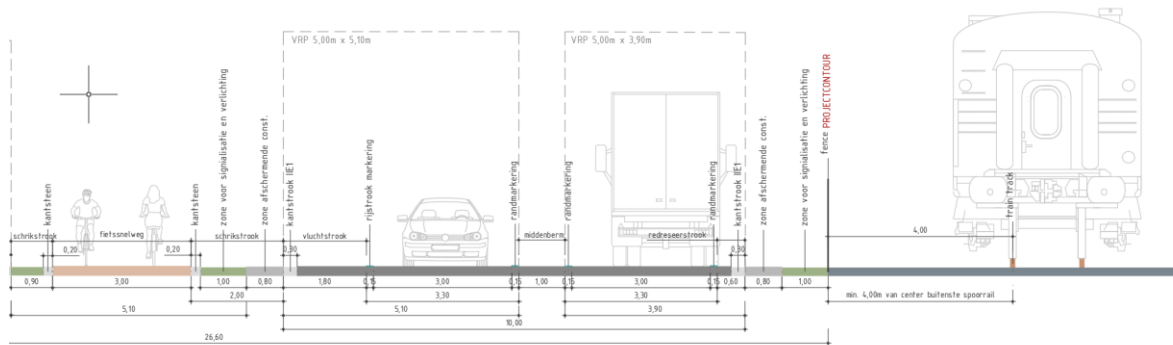 VRP 5,00m x 5,10m
VRP 5,00m x 3,90m
kantsteen
kantsteen
zone voor signialisatie en verlichting
zone afschermende const.
kantstrook IIE1
rijstrook markering
randmarkering
randmarkering
randmarkering
kantstrook IIE1
zone afschermende const.
zone voor signialisatie en verlichting
fence PROJECTCONTOUR
train track
schrikstrook
fietssnelweg
schrikstrook
vluchtstrook
middenberm
redreseerstrook
4,00
0,20
0,20
0,30
0,30
0,90
3,00
1,00
0,80
1,80
0,15
3,00
0,15
1,00
0,15
3,00
0,15
0,60
0,80
1,00
2,00
3,30
3,30
min. 4,00m van center buitenste spoorrail
5,10
5,10
3,90
10,00
26,60